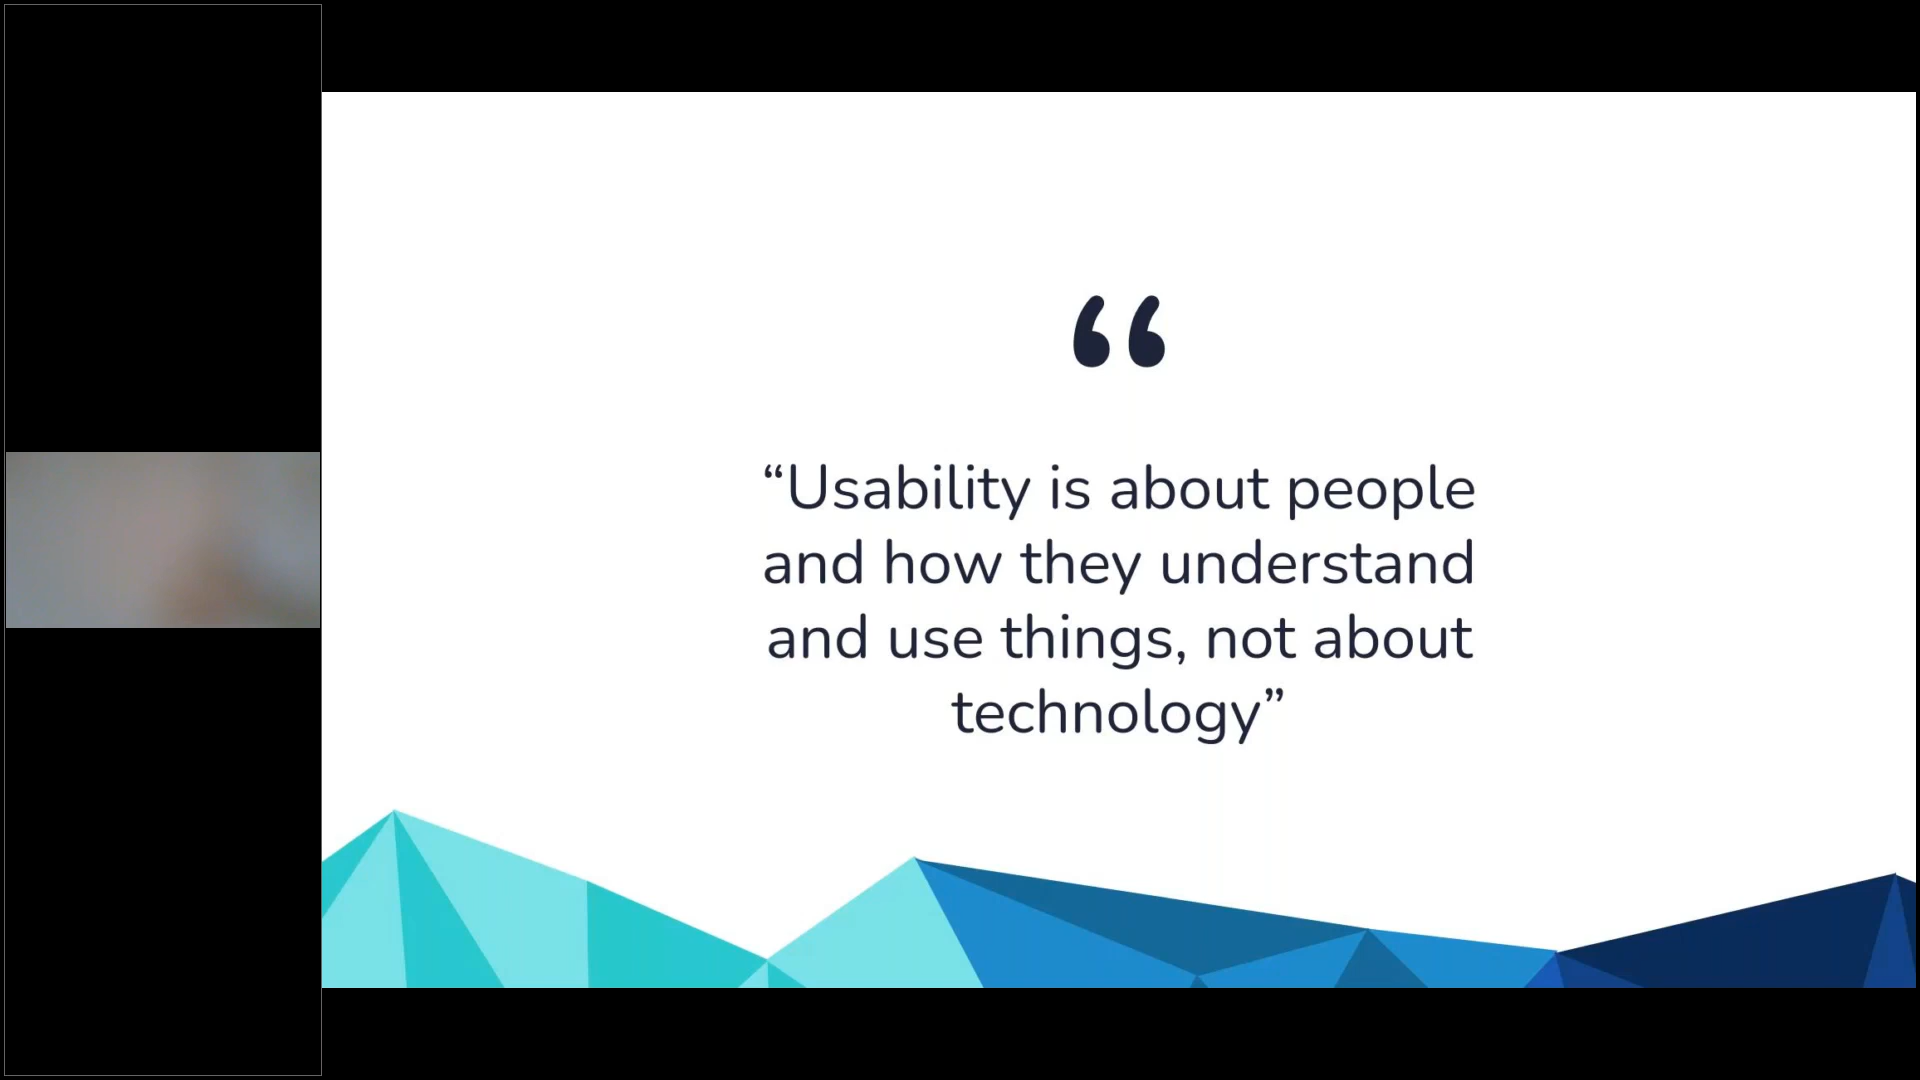 “
“Usability is about people
and how they understand
and use things, not about
technology”